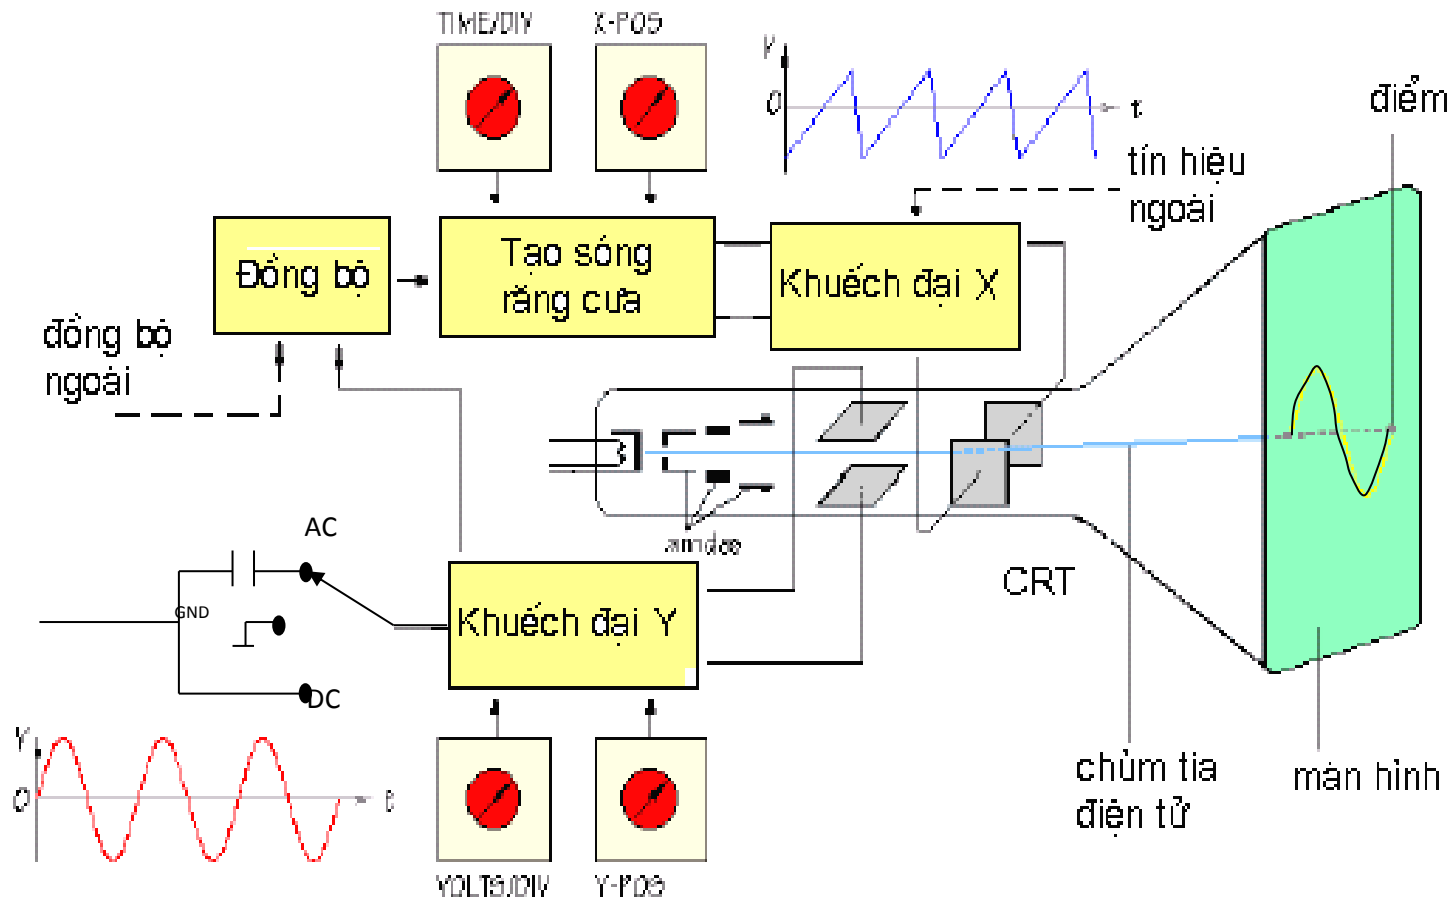 TIME/DIV
X-POS
V
0
t
điểm
tín hiệu
ngoài
Đồng bộ
Tạo sóng
rằng cưa
Khuếch đại X
đồng bộ
ngoài
AC
GND
DC
Khuếch đại Y
CRT
Y
0
t
chùm tia
điện tử
màn hình
VOLTS/DIV
Y-POS